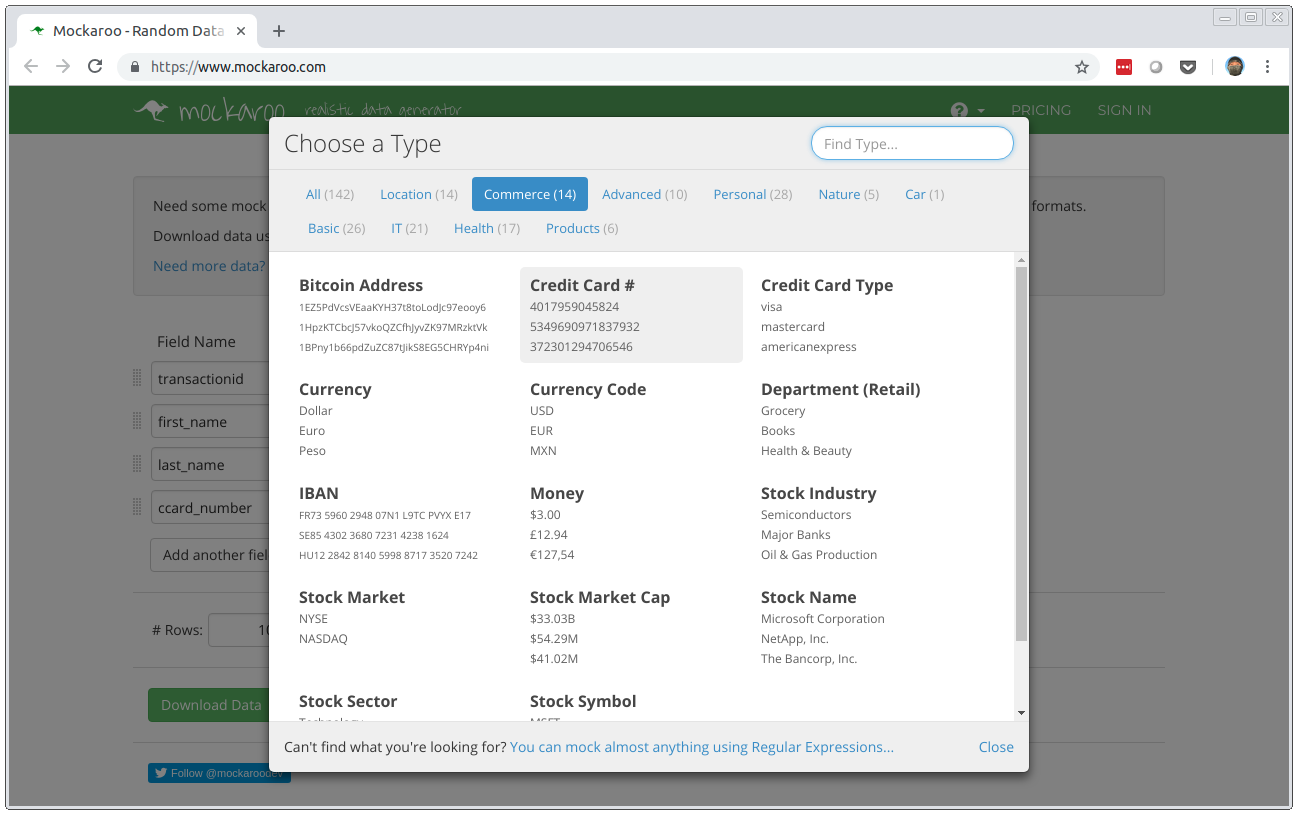 Mockaroo - Random Data
https://www.mockaroo.com
mockaroo realistic data generator
? PRICING SIGN IN
Choose a Type
Find Type...
All (142) Location (14) Commerce (14) Advanced (10) Personal (28) Nature (5) Car (1)
Basic (26) IT (21) Health (17) Products (6)
Need some mock
formats.
Download data us
Need more data?
Bitcoin Address
1EZ5PdVcsVEaaKYH37t8toLodJc97eooy6
1HpzKTCbcJ57vkoQZCfhJyvZK97MRzktVk
1BPny1b66pdZuZC87tJikS8EG5CHRYp4ni
Credit Card #
4017959045824
5349690971837932
372301294706546
Credit Card Type
visa
mastercard
americanexpress
Field Name
transactionid
first_name
last_name
ccard_number
Add another fiel
Currency
Dollar
Euro
Peso
Currency Code
USD
EUR
MXN
Department (Retail)
Grocery
Books
Health & Beauty
IBAN
FR73 5960 2948 07N1 L9TC PVYX E17
SE85 4302 3680 7231 4238 1624
HU12 2842 8140 5998 8717 3520 7242
Money
$3.00
£12.94
€127,54
Stock Industry
Semiconductors
Major Banks
Oil & Gas Production
Stock Market
NYSE
NASDAQ
Stock Market Cap
$33.03B
$54.29M
$41.02M
Stock Name
Microsoft Corporation
NetApp, Inc.
The Bancorp, Inc.
# Rows: 10
Download Data
Stock Sector
Stock Symbol
Can't find what you're looking for? You can mock almost anything using Regular Expressions... Close
Follow @mockaroodev